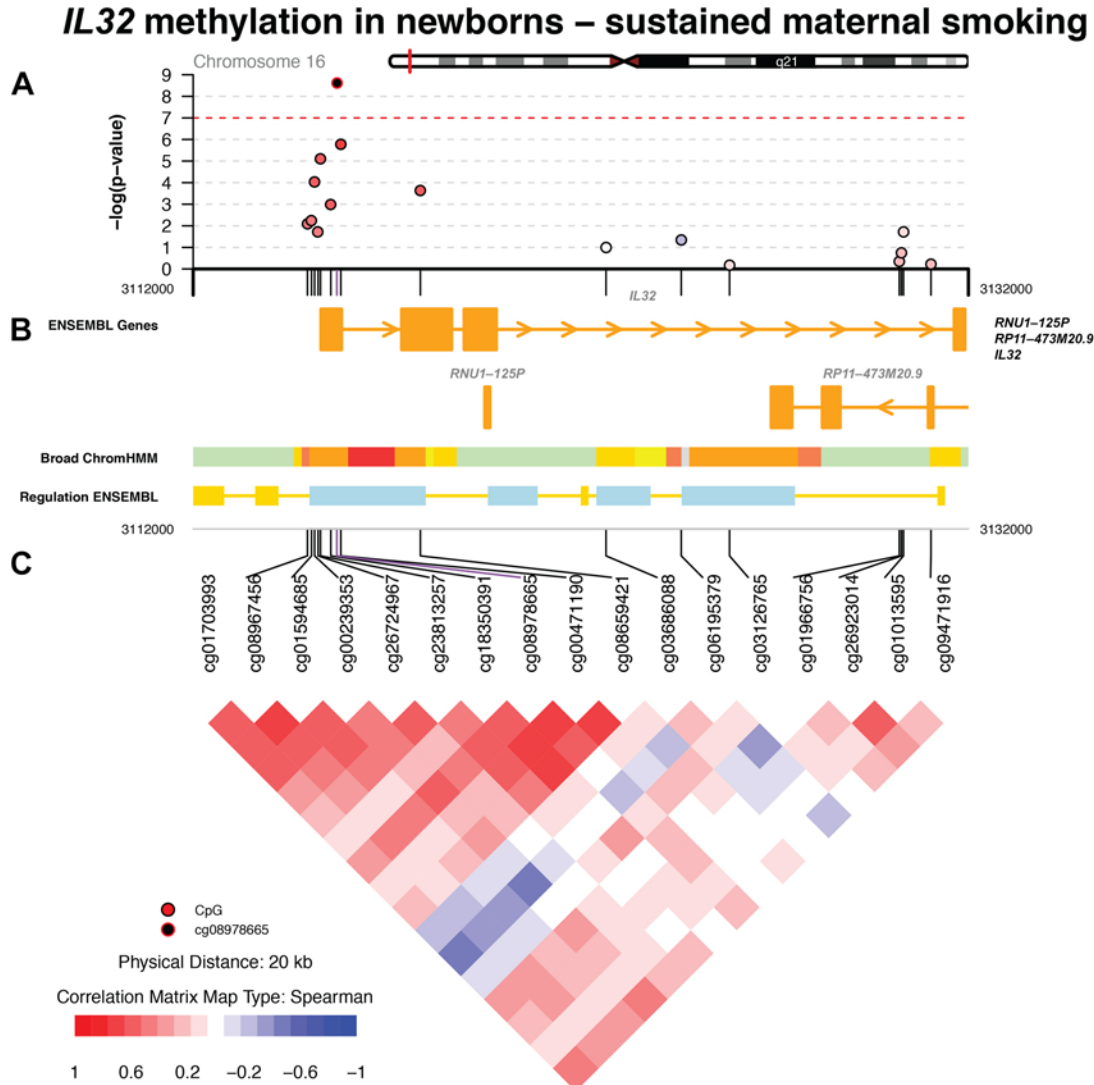 IL32 methylation in newborns – sustained maternal smoking
A
Chromosome 16
q21
–log(p–value)
9
8
7
6
5
4
3
2
1
0
3112000
3132000
IL32
B
ENSEMBL Genes
RNU1–125P
RP11–473M20.9
IL32
RNU1–125P
RP11–473M20.9
Broad ChromHMM
Regulation ENSEMBL
3112000
3132000
C
cg01703993
cg08967456
cg01594685
cg00239353
cg26724967
cg23813257
cg18350391
cg08978665
cg00471190
cg08659421
cg03686088
cg06195379
cg03126765
cg01966756
cg26923014
cg01013595
cg09471916
CpG
cg08978665
Physical Distance: 20 kb
Correlation Matrix Map Type: Spearman
1 0.6 0.2 −0.2 −0.6 −1